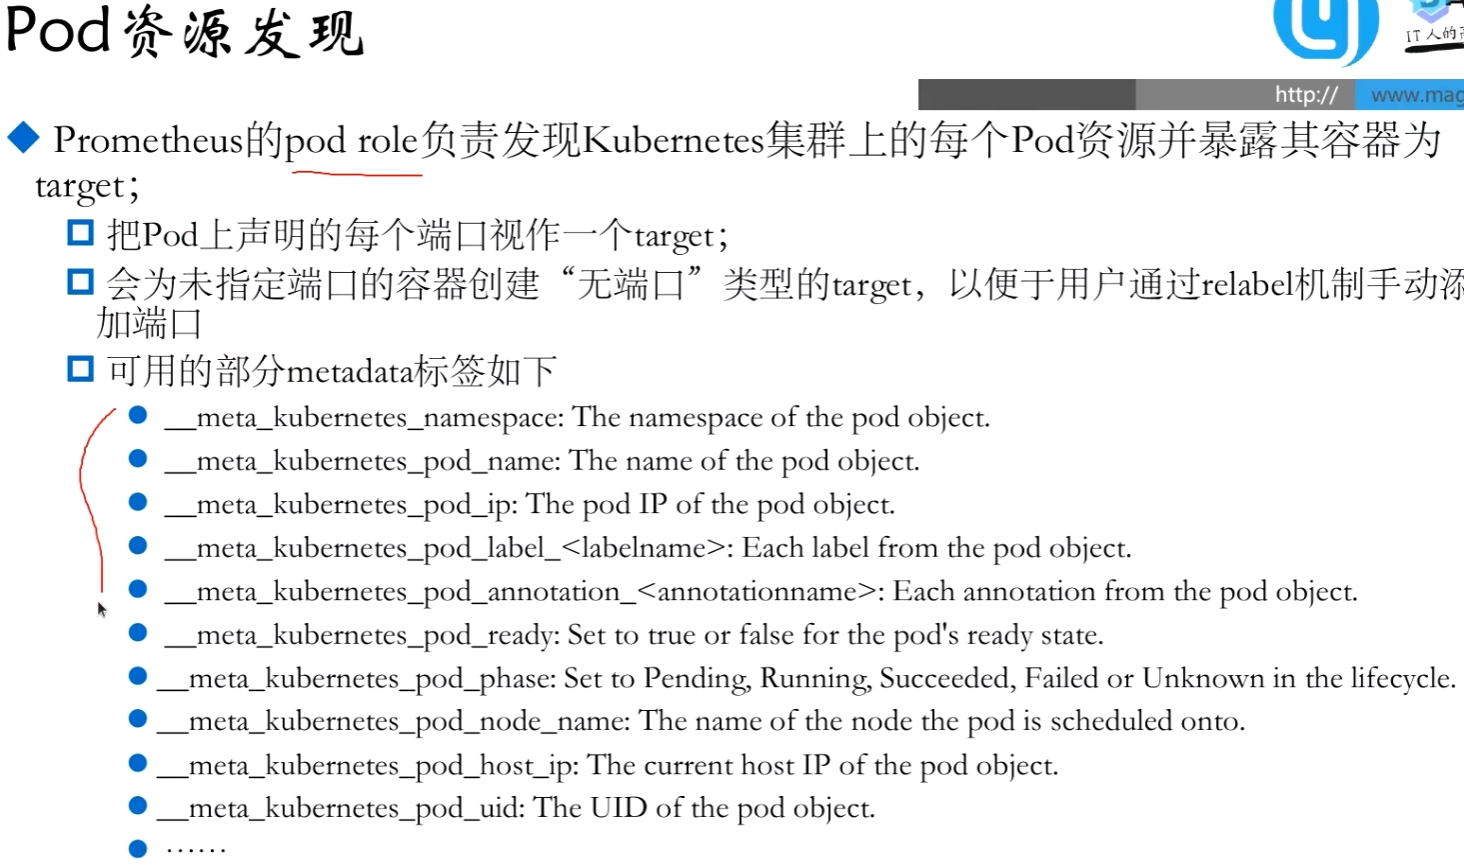 Pod资源发现
IT人的
http://
www.mag
Prometheus的pod role负责发现Kubernetes集群上的每个Pod资源并暴露其容器为
target；
把Pod上声明的每个端口视作一个target；
会为未指定端口的容器创建“无端口”类型的target，以便于用户通过relabel机制手动添
加端口
可用的部分metadata标签如下
__meta_kubernetes_namespace: The namespace of the pod object.
__meta_kubernetes_pod_name: The name of the pod object.
__meta_kubernetes_pod_ip: The pod IP of the pod object.
__meta_kubernetes_pod_label_<labelname>: Each label from the pod object.
__meta_kubernetes_pod_annotation_<annotationname>: Each annotation from the pod object.
__meta_kubernetes_pod_ready: Set to true or false for the pod's ready state.
__meta_kubernetes_pod_phase: Set to Pending, Running, Succeeded, Failed or Unknown in the lifecycle.
__meta_kubernetes_pod_node_name: The name of the node the pod is scheduled onto.
__meta_kubernetes_pod_host_ip: The current host IP of the pod object.
__meta_kubernetes_pod_uid: The UID of the pod object.
……